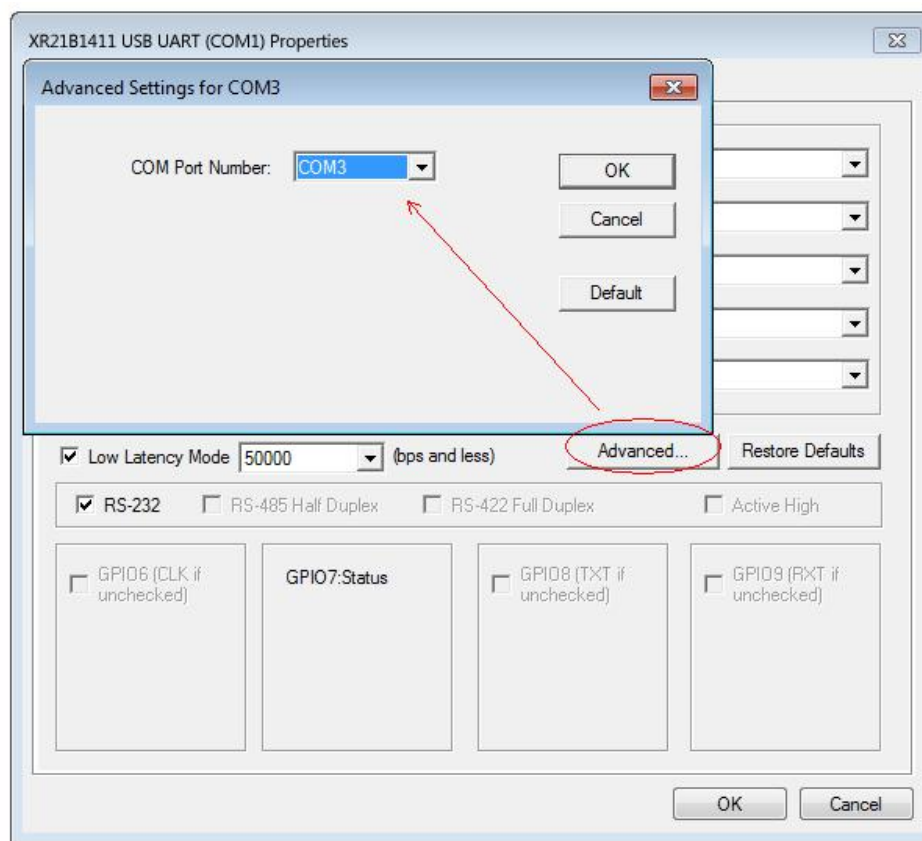 XR21B1411 USB UART (COM1) Properties
Advanced Settings for COM3
COM Port Number: COM3
OK
Cancel
Default
Low Latency Mode 50000 (bps and less) Advanced... Restore Defaults
RS-232 RS-485 Half Duplex RS-422 Full Duplex Active High
GPIO6 (CLK if
unchecked)
GPIO7:Status
GPIO8 (TXT if
unchecked)
GPIO9 (RXT if
unchecked)
OK Cancel